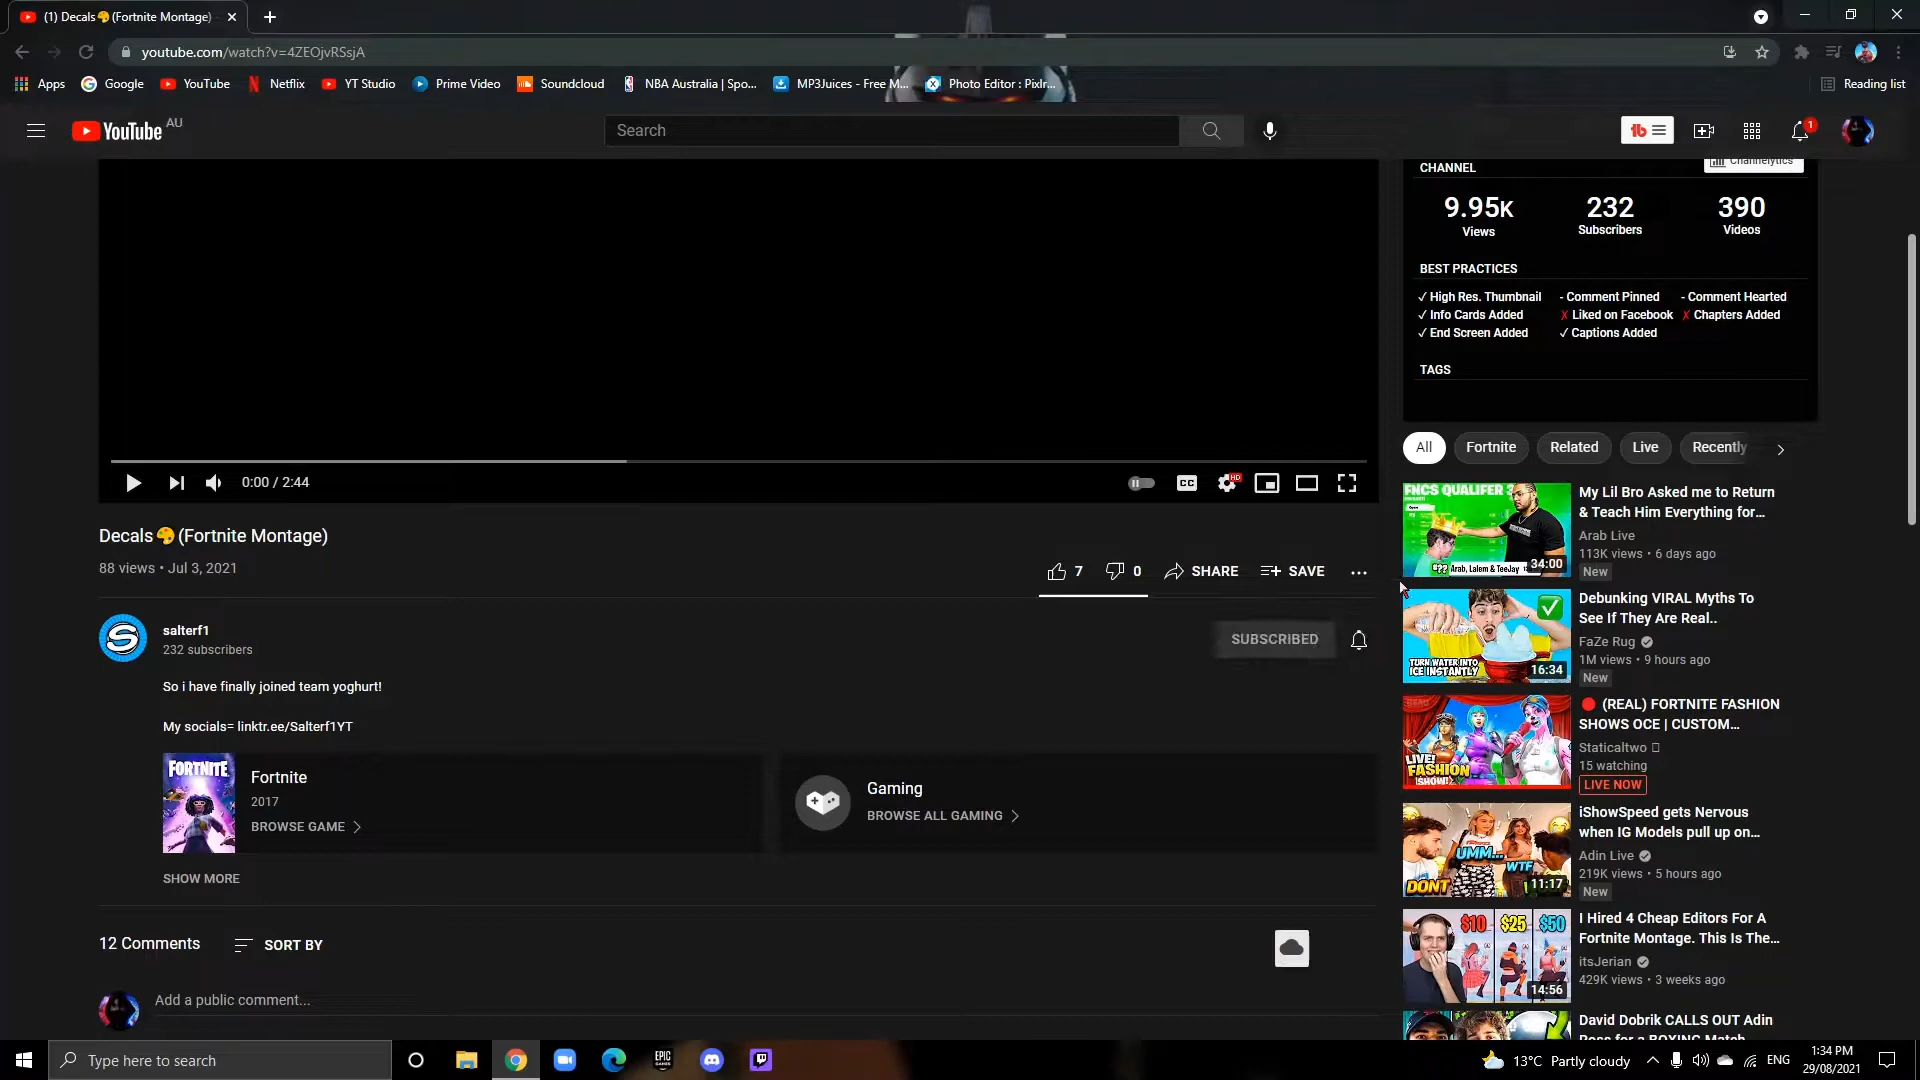 (1) Decals🎨(Fortnite Montage)
youtube.com/watch?v=4ZEOjvRSsjA
Apps
Google
YouTube
Netflix
YT Studio
Prime Video
Soundcloud
NBA Australia | Spo...
MP3Juices - Free M...
Photo Editor : Pixlr...
Reading list
YouTube AU
Search
tb
1
CHANNEL
Channelytics
9.95K
Views
232
Subscribers
390
Videos
BEST PRACTICES
✓ High Res. Thumbnail - Comment Pinned - Comment Hearted
✓ Info Cards Added ✗ Liked on Facebook ✗ Chapters Added
✓ End Screen Added ✓ Captions Added
TAGS
0:00 / 2:44
CC
HD
All
Fortnite
Related
Live
Recently
Decals🎨(Fortnite Montage)
88 views • Jul 3, 2021
7
0
SHARE
SAVE
salterf1
232 subscribers
SUBSCRIBED
So i have finally joined team yoghurt!
My socials= linktr.ee/Salterf1YT
FORTNITE
Fortnite
2017
BROWSE GAME
Gaming
BROWSE ALL GAMING
SHOW MORE
12 Comments
SORT BY
Add a public comment...
FNCS QUALIFER 3
Arab, Lalem & TeeJay
34:00
My Lil Bro Asked me to Return
& Teach Him Everything for...
Arab Live
113K views • 6 days ago
New
TURN WATER INTO
ICE INSTANTLY
16:34
Debunking VIRAL Myths To
See If They Are Real..
FaZe Rug
1M views • 9 hours ago
New
LIVE!
FASHION
SHOW!
🔴 (REAL) FORTNITE FASHION
SHOWS OCE | CUSTOM...
Staticaltwo
15 watching
LIVE NOW
UMM...
WTF
DONT
11:17
iShowSpeed gets Nervous
when IG Models pull up on...
Adin Live
219K views • 5 hours ago
New
$10
$25
$50
14:56
I Hired 4 Cheap Editors For A
Fortnite Montage. This Is The...
itsJerian
429K views • 3 weeks ago
David Dobrik CALLS OUT Adin
Ross for a BOXING Match
Type here to search
EPIC
GAMES
13°C Partly cloudy
ENG
1:34 PM
29/08/2021